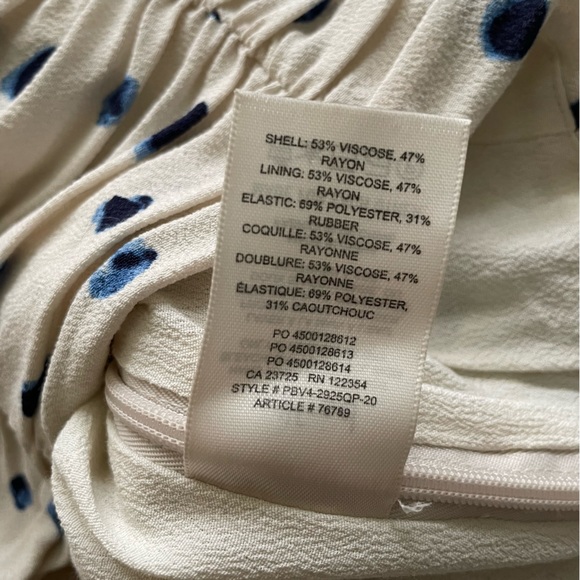 SHELL: 53% VISCOSE, 47%
RAYON
LINING: 53% VISCOSE, 47%
RAYON
ELASTIC: 69% POLYESTER, 31%
RUBBER
COQUILLE: 53% VISCOSE, 47%
RAYONNE
DOUBLURE: 53% VISCOSE, 47%
RAYONNE
ÉLASTIQUE: 69% POLYESTER,
31% CAOUTCHOUC
PO 4500128612
PO 4500128613
PO 4500128614
CA 23725 RN 122354
STYLE # PBV4-2925QP-20
ARTICLE # 76789